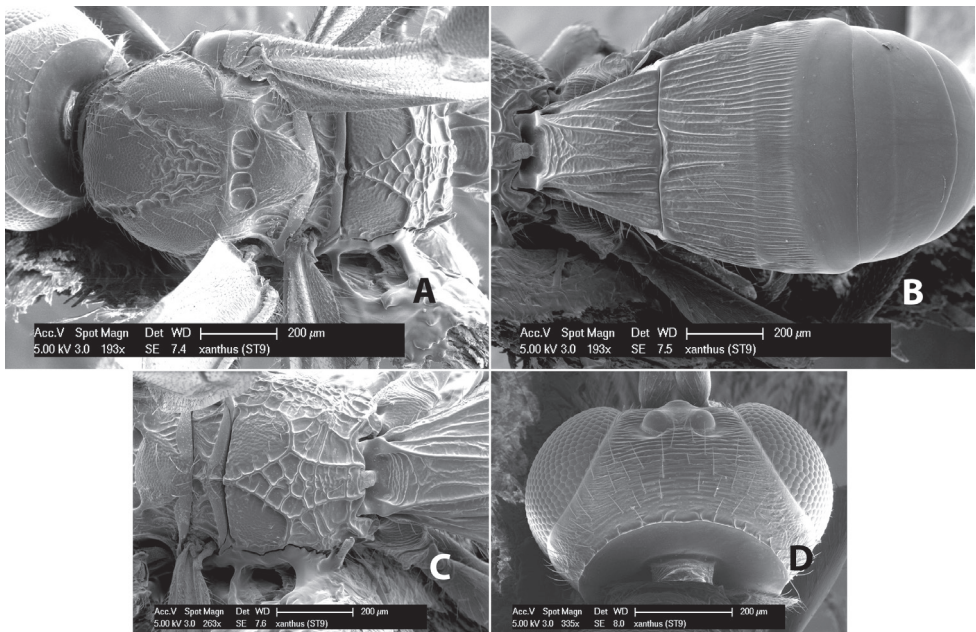 A
Acc.V Spot Magn Det WD 200 µm
5.00 kV 3.0 193x SE 7.4 xanthus (ST9)
B
Acc.V Spot Magn Det WD 200 µm
5.00 kV 3.0 193x SE 7.5 xanthus (ST9)
C
Acc.V Spot Magn Det WD 200 µm
5.00 kV 3.0 263x SE 7.6 xanthus (ST9)
D
Acc.V Spot Magn Det WD 200 µm
5.00 kV 3.0 335x SE 8.0 xanthus (ST9)